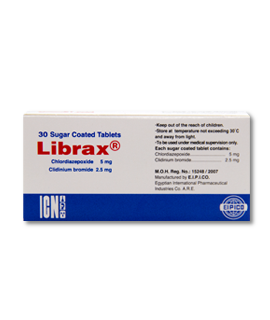 30 Sugar Coated Tablets
Librax®
Chlordiazepoxide 5 mg
Clidinium bromide 2.5 mg
ICN
-Keep out of the reach of children.
-Store at temperature not exceeding 30 C
and away from light.
-To be used under medical supervision only.
Each sugar coated tablet contains:
Chlordiazepoxide 5 mg
Clidinium bromide 2.5 mg
M.O.H. Reg. No.: 15248 / 2007
Manufactured by E.I.P.I.CO.
Egyptian International Pharmaceutical
Industries Co. A.R.E
EIPICO